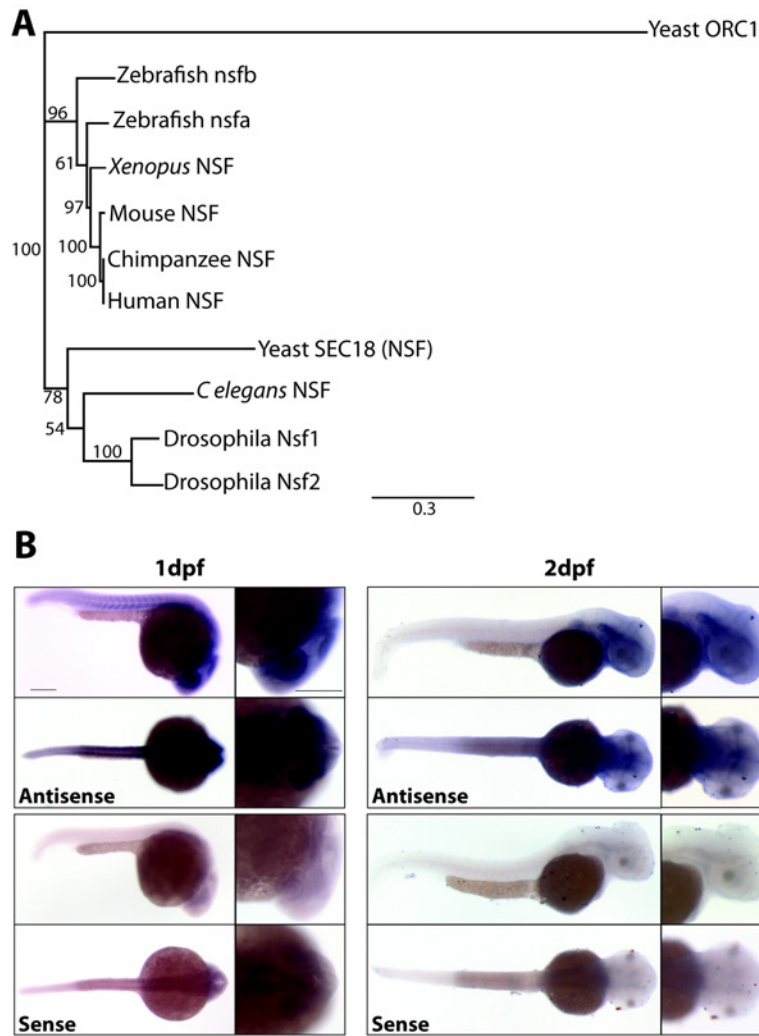 A
Yeast ORC1
Zebrafish nsfb
96
Zebrafish nsfa
61
Xenopus NSF
97
Mouse NSF
100
100
Chimpanzee NSF
100
Human NSF
Yeast SEC18 (NSF)
78
C elegans NSF
54
100
Drosophila Nsf1
Drosophila Nsf2
0.3
B
1dpf
2dpf
Antisense
Antisense
Sense
Sense